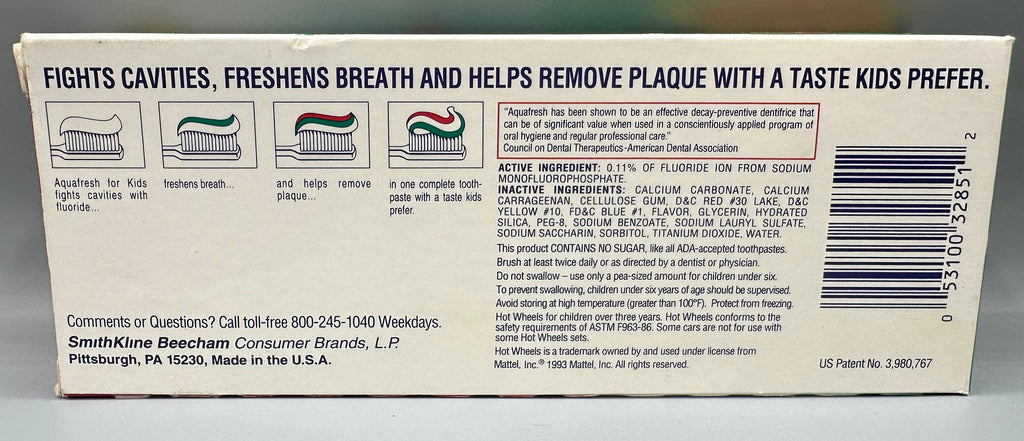 FIGHTS CAVITIES, FRESHENS BREATH AND HELPS REMOVE PLAQUE WITH A TASTE KIDS PREFER.
Aquafresh for Kids
fights cavities with
fluoride...
freshens breath...
and helps remove
plaque...
in one complete tooth-
paste with a taste kids
prefer.
"Aquafresh has been shown to be an effective decay-preventive dentifrice that
can be of significant value when used in a conscientiously applied program of
oral hygiene and regular professional care."
Council on Dental Therapeutics-American Dental Association
ACTIVE INGREDIENT: 0.11% OF FLUORIDE ION FROM SODIUM
MONOFLUOROPHOSPHATE.
INACTIVE INGREDIENTS: CALCIUM CARBONATE, CALCIUM
CARRAGEENAN, CELLULOSE GUM, D&C RED #30 LAKE, D&C
YELLOW #10, FD&C BLUE #1, FLAVOR, GLYCERIN, HYDRATED
SILICA, PEG-8, SODIUM BENZOATE, SODIUM LAURYL SULFATE,
SODIUM SACCHARIN, SORBITOL, TITANIUM DIOXIDE, WATER.
This product CONTAINS NO SUGAR, like all ADA-accepted toothpastes.
Brush at least twice daily or as directed by a dentist or physician.
Do not swallow – use only a pea-sized amount for children under six.
To prevent swallowing, children under six years of age should be supervised.
Avoid storing at high temperature (greater than 100°F). Protect from freezing.
Hot Wheels for children over three years. Hot Wheels conforms to the
safety requirements of ASTM F963-86. Some cars are not for use with
some Hot Wheels sets.
Hot Wheels is a trademark owned by and used under license from
Mattel, Inc.® 1993 Mattel, Inc. All rights reserved.
Comments or Questions? Call toll-free 800-245-1040 Weekdays.
SmithKline Beecham Consumer Brands, L.P.
Pittsburgh, PA 15230, Made in the U.S.A.
0 53100 32851 2
US Patent No. 3,980,767